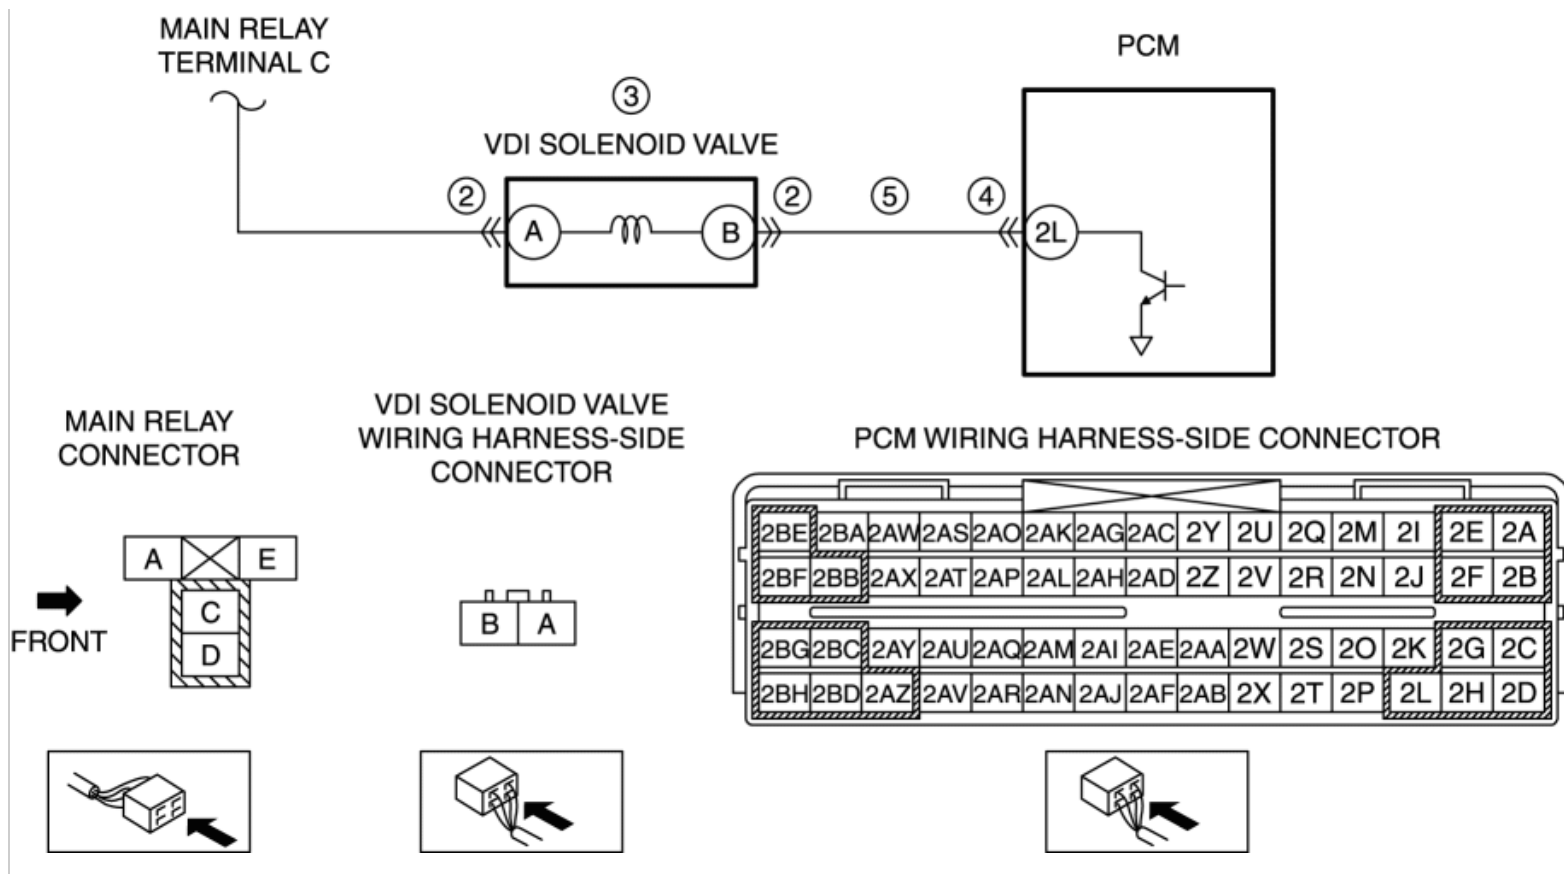 MAIN RELAY
TERMINAL C
PCM
3
VDI SOLENOID VALVE
2 2 5 4
A B 2L
MAIN RELAY
CONNECTOR
VDI SOLENOID VALVE
WIRING HARNESS-SIDE
CONNECTOR
PCM WIRING HARNESS-SIDE CONNECTOR
A E
C
D
FRONT
B A
2BE 2BA 2AW 2AS 2AO 2AK 2AG 2AC 2Y 2U 2Q 2M 2I 2E 2A
2BF 2BB 2AX 2AT 2AP 2AL 2AH 2AD 2Z 2V 2R 2N 2J 2F 2B
2BG 2BC 2AY 2AU 2AQ 2AM 2AI 2AE 2AA 2W 2S 2O 2K 2G 2C
2BH 2BD 2AZ 2AV 2AR 2AN 2AJ 2AF 2AB 2X 2T 2P 2L 2H 2D